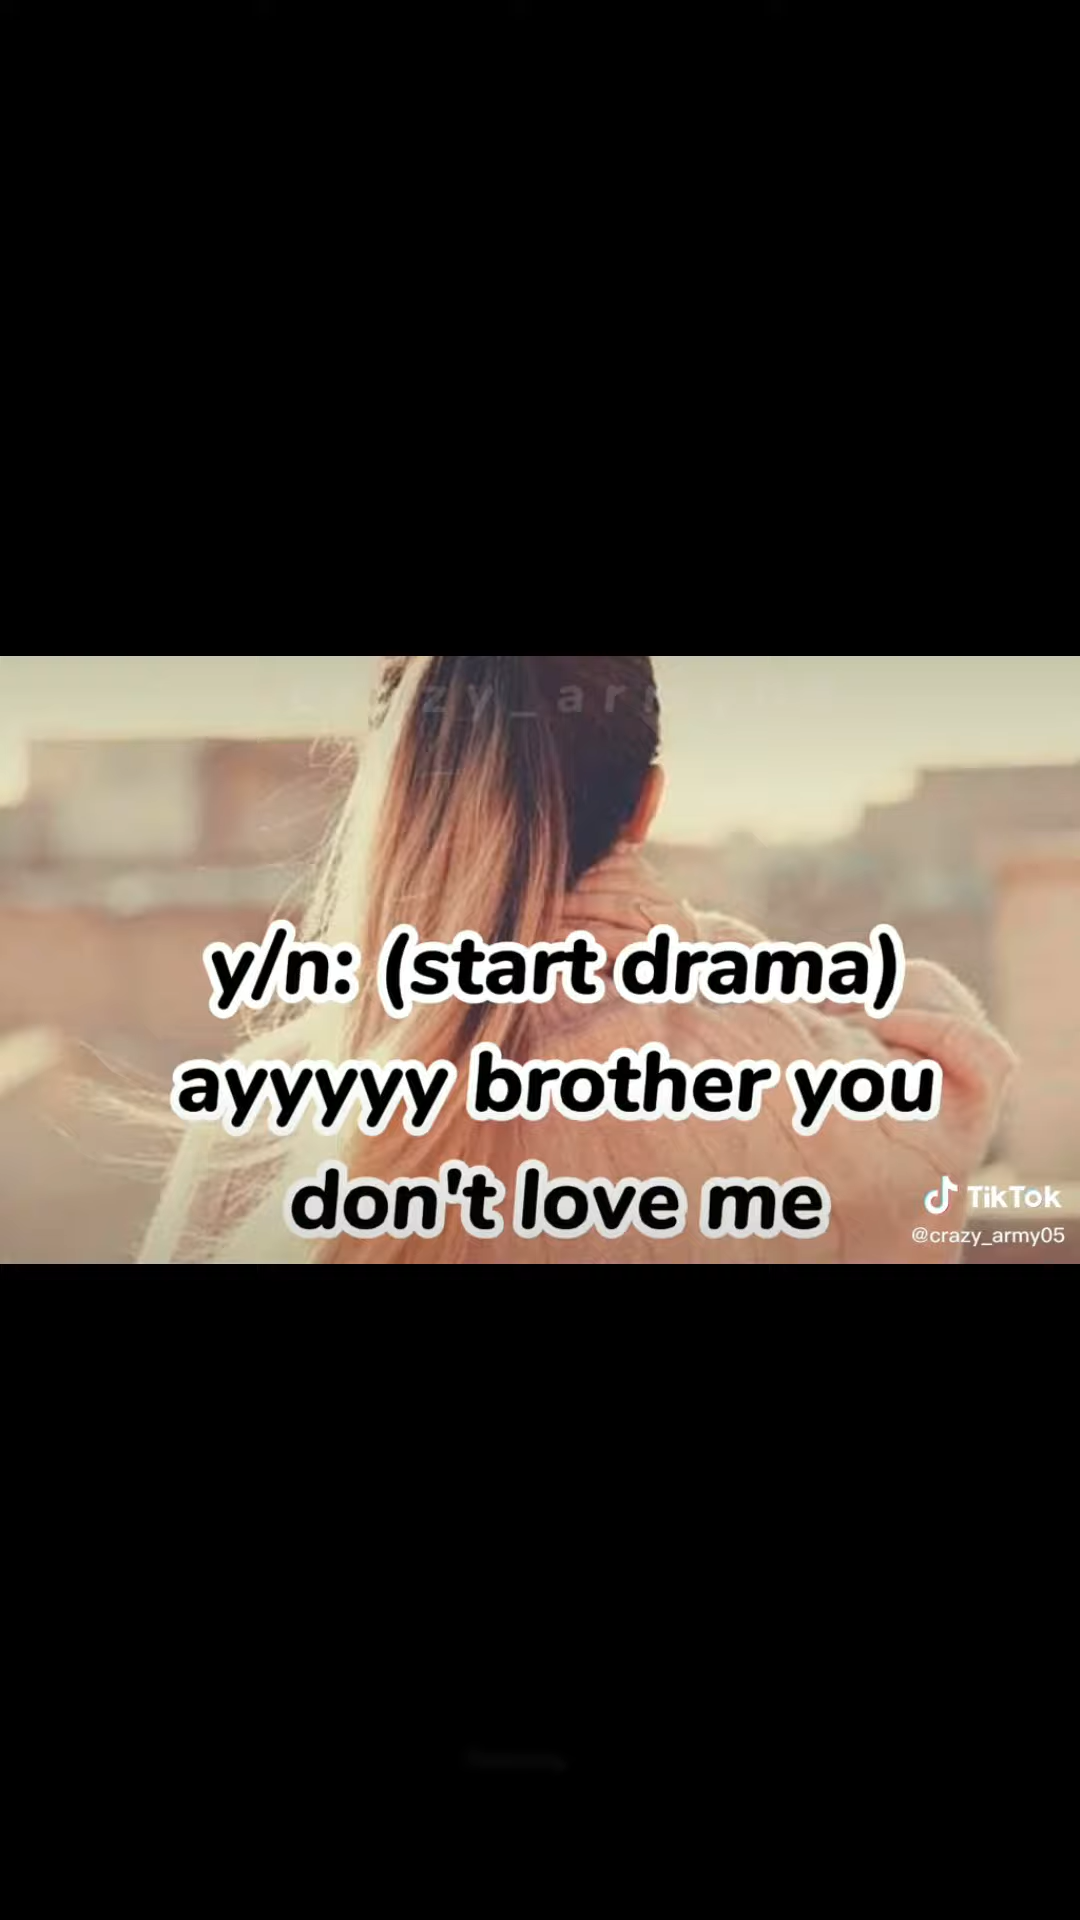 y/n: (start drama)
ayyyyy brother you
don't love me
TikTok
@crazy_army05